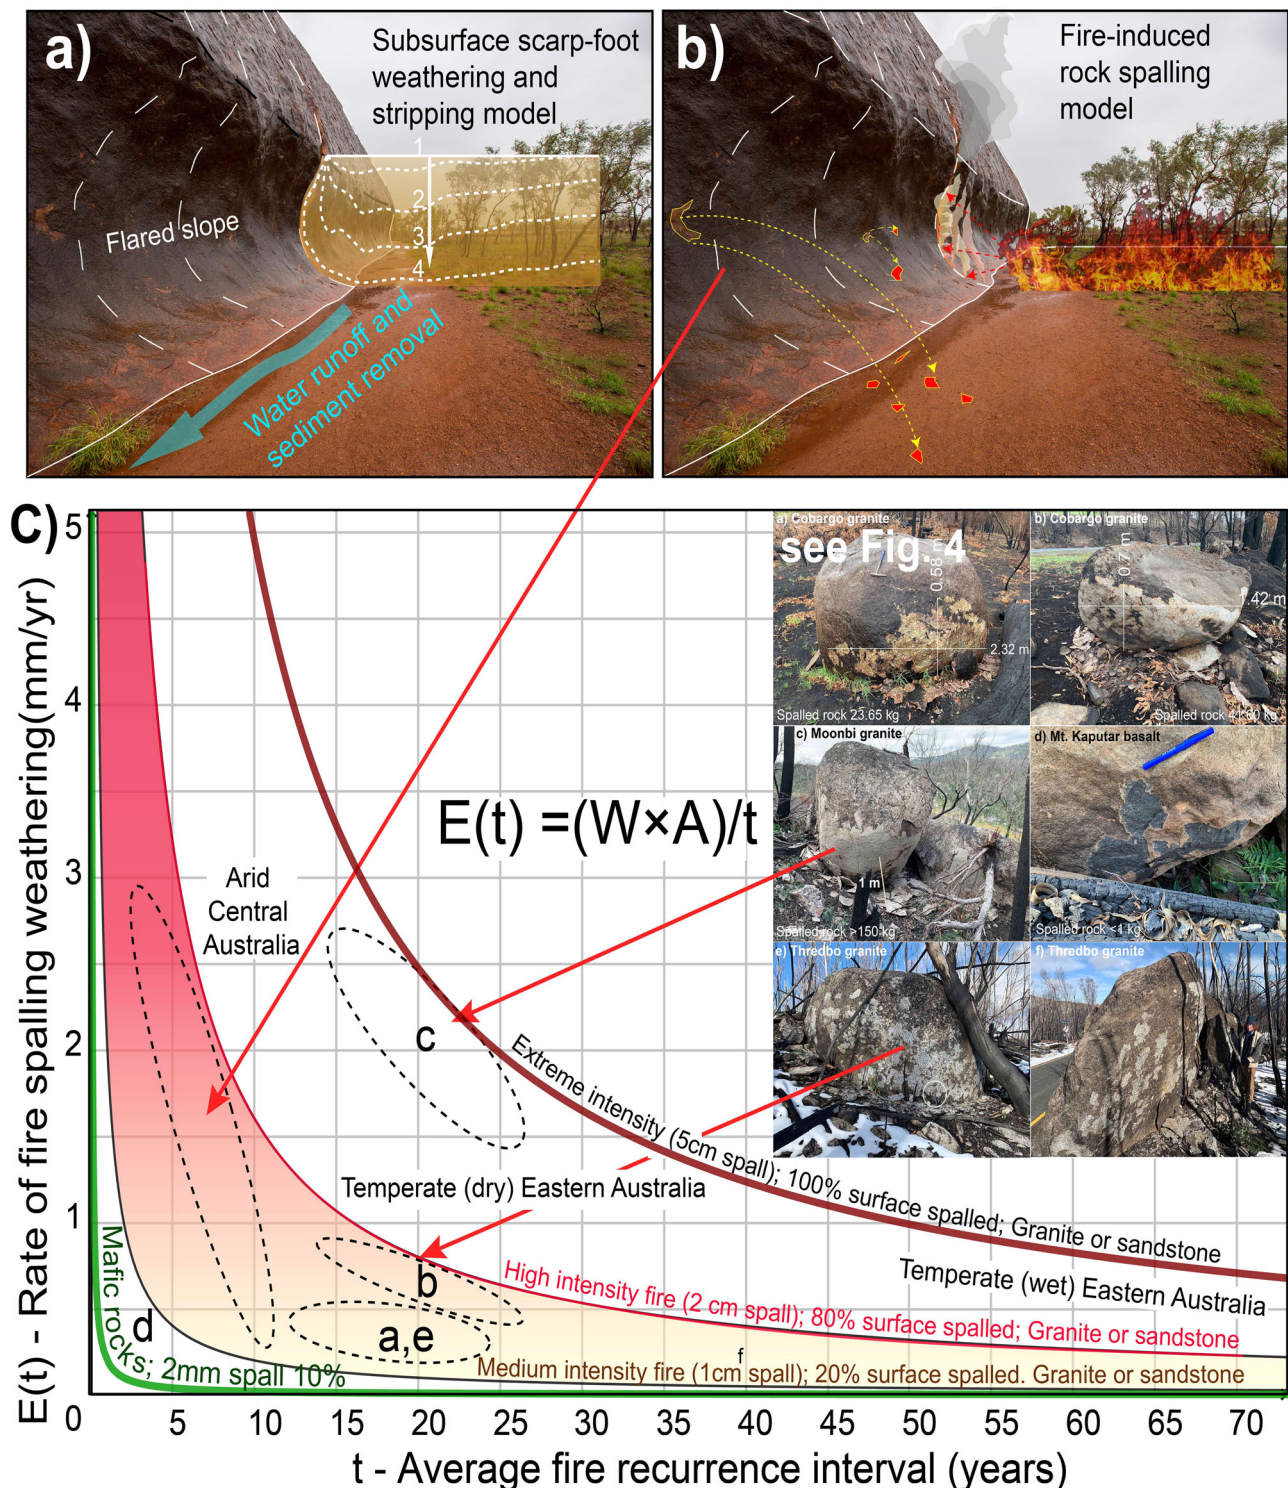 a)
Subsurface scarp-foot
weathering and
stripping model
1
2
3
4
Flared slope
Water runoff and
sediment removal
b)
Fire-induced
rock spalling
model
C)
E(t) - Rate of fire spalling weathering(mm/yr)
5
4
3
2
1
0
5
10
15
20
25
30
35
40
45
50
55
60
65
70
t - Average fire recurrence interval (years)
E(t) =(W×A)/t
Arid
Central
Australia
c
b
a,e
d
f
Extreme intensity (5cm spall); 100% surface spalled; Granite or sandstone
Temperate (dry) Eastern Australia
Temperate (wet) Eastern Australia
High intensity fire (2 cm spall); 80% surface spalled; Granite or sandstone
Medium intensity fire (1cm spall); 20% surface spalled. Granite or sandstone
Mafic rocks; 2mm spall 10%
a) Cobargo granite
see Fig. 4
0.58 m
2.32 m
Spalled rock 23.65 kg
b) Cobargo granite
0.7 m
.42 m
Spalled rock 41.60 kg
c) Moonbi granite
1 m
Spalled rock >150 kg
d) Mt. Kaputar basalt
Spalled rock <1 kg
e) Thredbo granite
f) Thredbo granite